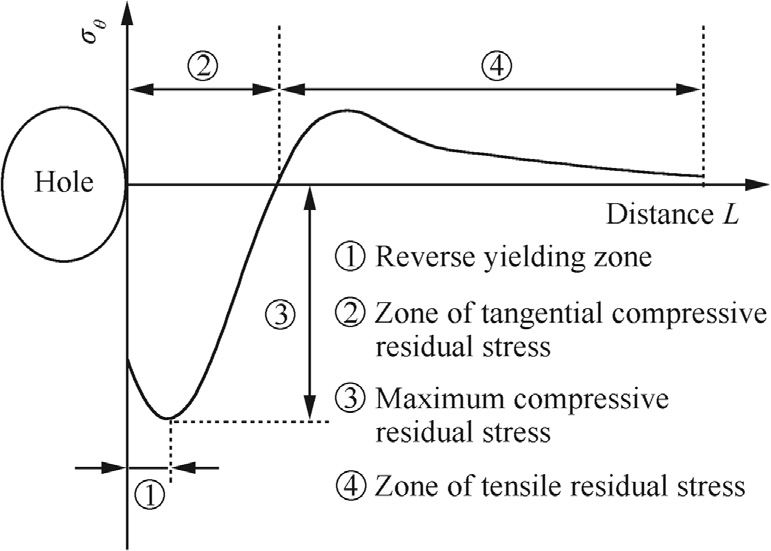 σθ
②
④
Hole
Distance L
① Reverse yielding zone
② Zone of tangential compressive
residual stress
③
③ Maximum compressive
residual stress
①
④ Zone of tensile residual stress